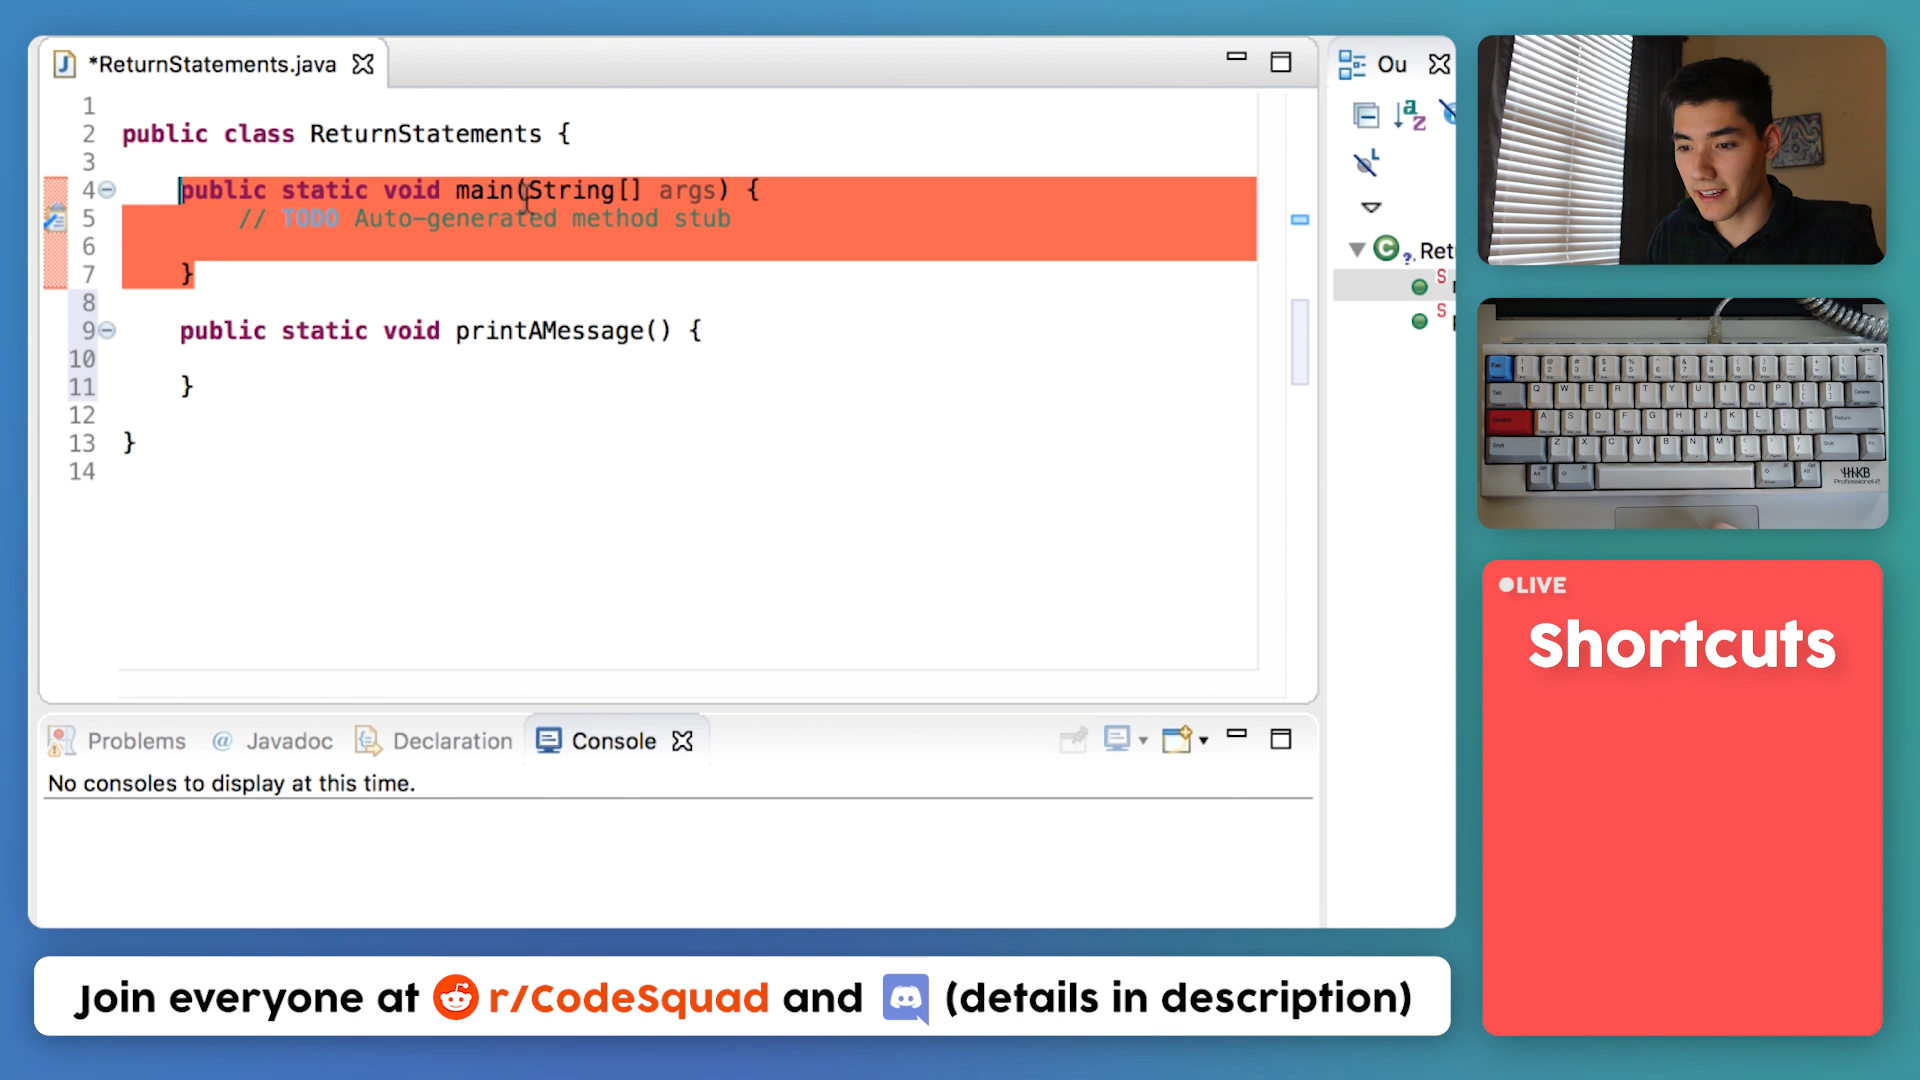 *ReturnStatements.java
Ou
1
2 public class ReturnStatements {
3
4 public static void main(String[] args) {
5 // TODO Auto-generated method stub
6
7 }
8
9 public static void printAMessage() {
10
11 }
12
13 }
14
Ret
Problems @ Javadoc Declaration Console
No consoles to display at this time.
LIVE
Shortcuts
HHKB
Professional 2
Join everyone at r/CodeSquad and (details in description)